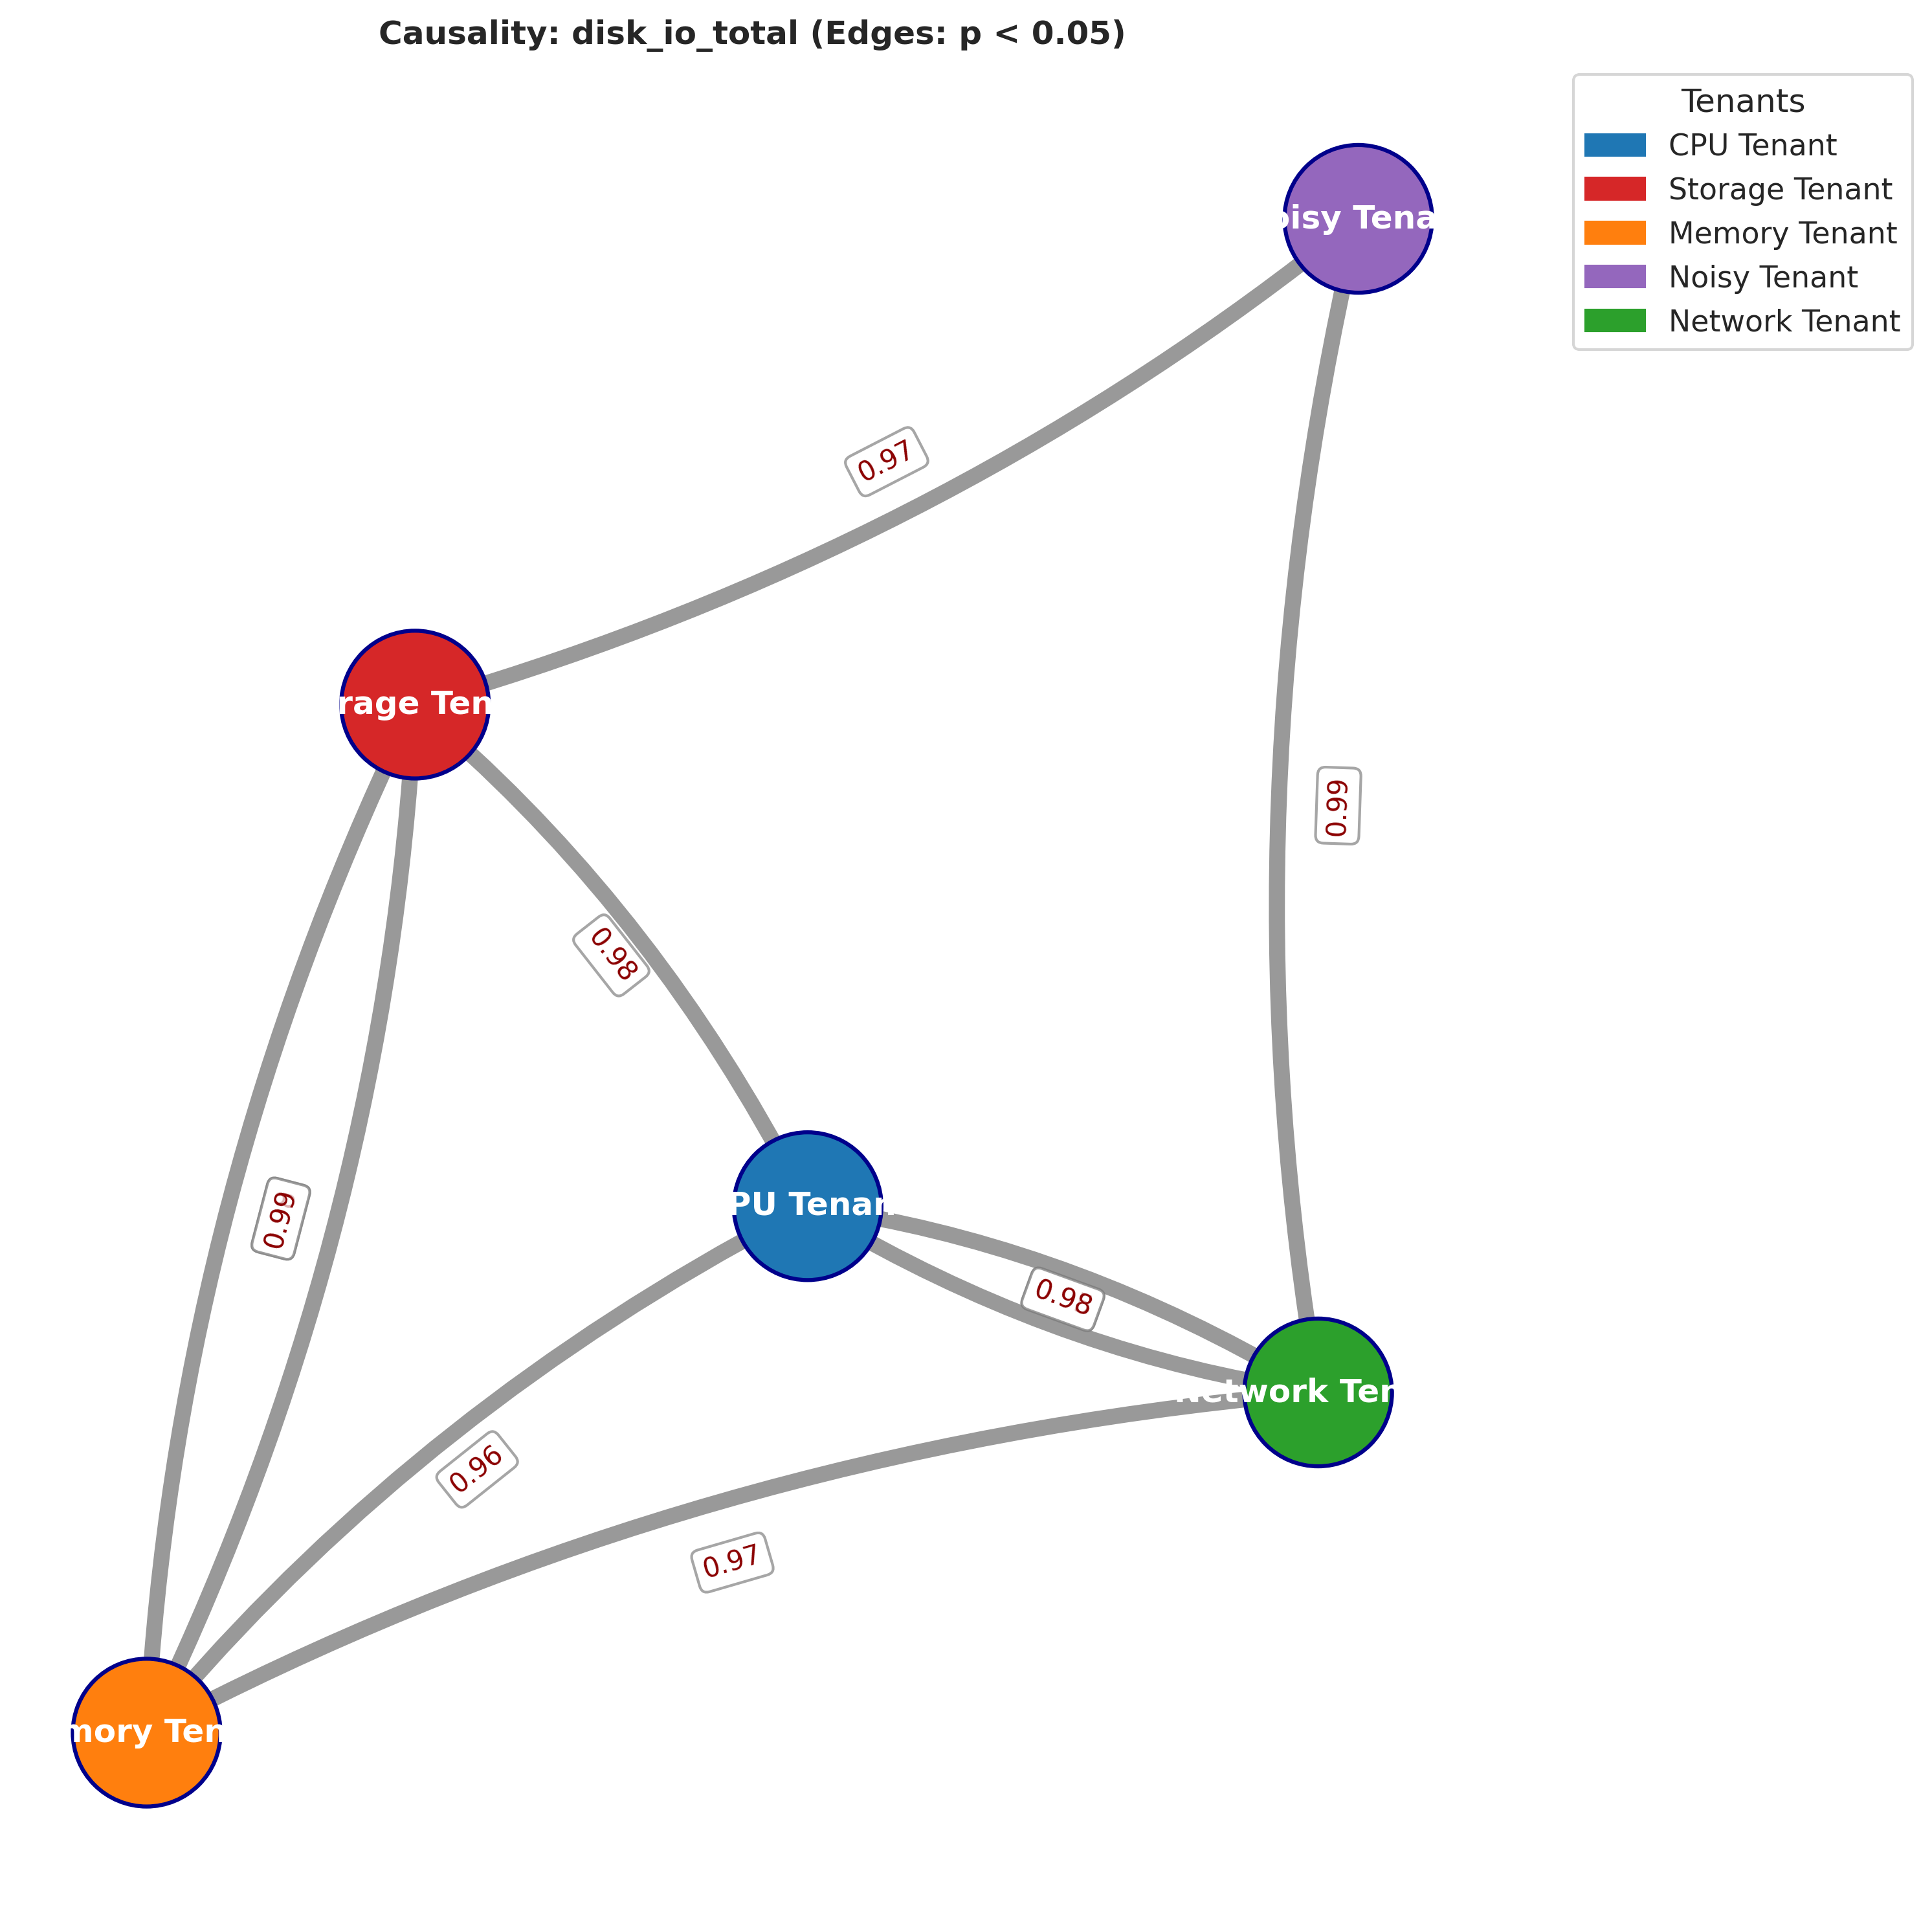 Causality: disk_io_total (Edges: p < 0.05)
Tenants
CPU Tenant
Storage Tenant
Memory Tenant
Noisy Tenant
Network Tenant
oisy Tena
0.97
rage Ten
0.99
0.98
PU Tenan
0.99
0.98
Network Ten
0.96
0.97
mory Ten